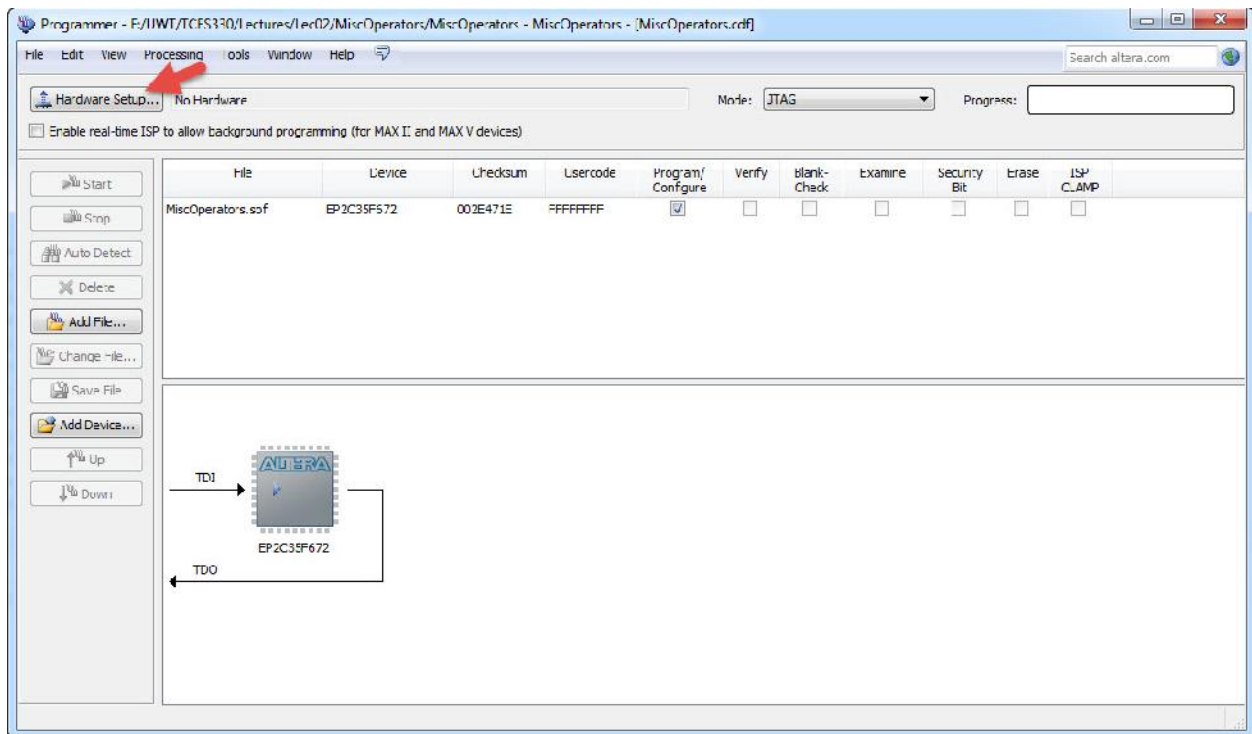 Programmer - E:/UWT/TCES330/Lectures/Lec02/MiscOperators/MiscOperators - MiscOperators - [MiscOperators.cdf]
File Edit View Processing Tools Window Help
Search altera.com
Hardware Setup... No Hardware Mode: JTAG Progress:
Enable real-time ISP to allow background programming (for MAX II and MAX V devices)
File Device Checksum Usercode Program/ Configure Verify Blank- Check Examine Security Bit Erase ISP CLAMP
MiscOperators.sof EP2C35F672 002E471E FFFFFFFF
Start
Stop
Auto Detect
Delete
Add File...
Change File...
Save File
Add Device...
Up
Down
TDI
ALTERA
EP2C35F672
TDO